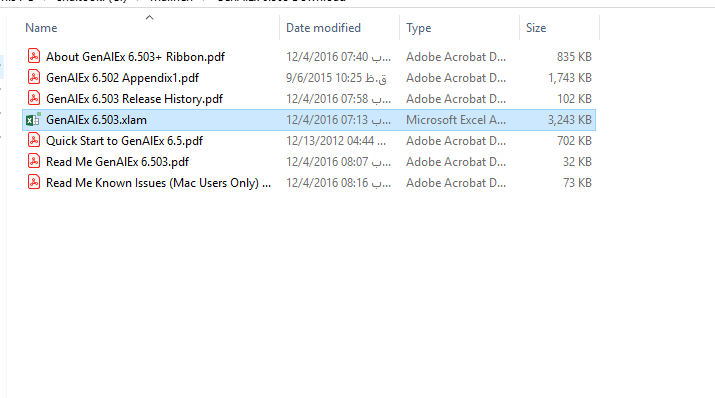 Name Date modified Type Size
About GenAlEx 6.503+ Ribbon.pdf 12/4/2016 07:40 ب... Adobe Acrobat D... 835 KB
GenAlEx 6.502 Appendix1.pdf 9/6/2015 10:25 ق.ظ Adobe Acrobat D... 1,743 KB
GenAlEx 6.503 Release History.pdf 12/4/2016 07:58 ب... Adobe Acrobat D... 102 KB
GenAlEx 6.503.xlam 12/4/2016 07:13 ب... Microsoft Excel A... 3,243 KB
Quick Start to GenAlEx 6.5.pdf 12/13/2012 04:44 ... Adobe Acrobat D... 702 KB
Read Me GenAlEx 6.503.pdf 12/4/2016 08:07 ب... Adobe Acrobat D... 32 KB
Read Me Known Issues (Mac Users Only) ... 12/4/2016 08:16 ب... Adobe Acrobat D... 73 KB